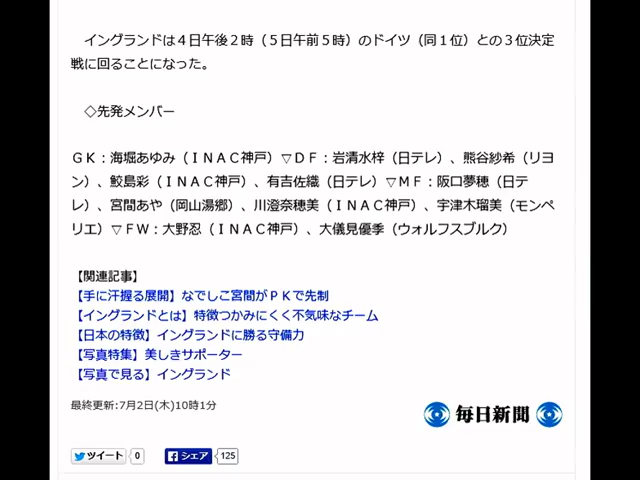 イングランドは４日午後２時（５日午前５時）のドイツ（同１位）との３位決定
戦に回ることになった。
◇先発メンバー
ＧＫ：海堀あゆみ（ＩＮＡＣ神戸）▽ＤＦ：岩清水梓（日テレ）、熊谷紗希（リヨ
ン）、鮫島彩（ＩＮＡＣ神戸）、有吉佐織（日テレ）▽ＭＦ：阪口夢穂（日テ
レ）、宮間あや（岡山湯郷）、川澄奈穂美（ＩＮＡＣ神戸）、宇津木瑠美（モンペ
リエ）▽ＦＷ：大野忍（ＩＮＡＣ神戸）、大儀見優季（ウォルフスブルク）
【関連記事】
【手に汗握る展開】なでしこ宮間がＰＫで先制
【イングランドとは】特徴つかみにくく不気味なチーム
【日本の特徴】イングランドに勝る守備力
【写真特集】美しきサポーター
【写真で見る】イングランド
最終更新:7月2日(木)10時1分
毎日新聞
ツイート 0 シェア 125